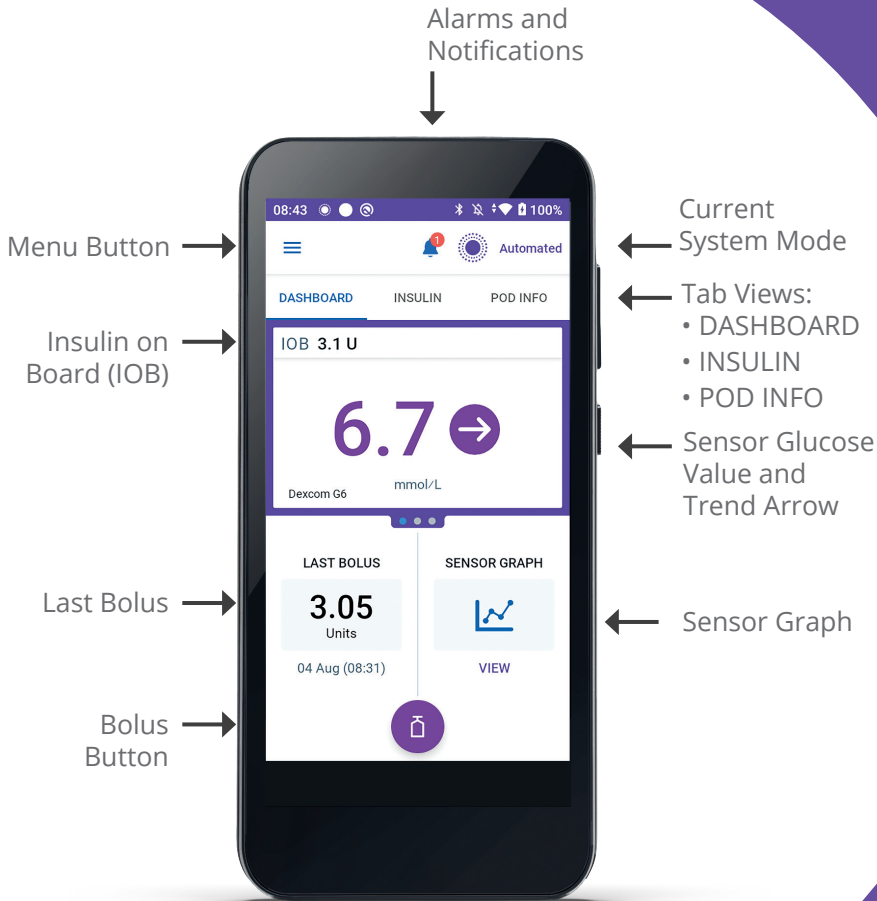 Alarms and
Notifications
Menu Button
Insulin on
Board (IOB)
Last Bolus
Bolus
Button
08:43 100%
1 Automated
DASHBOARD INSULIN POD INFO
IOB 3.1 U
6.7
mmol/L
Dexcom G6
LAST BOLUS SENSOR GRAPH
3.05
Units
04 Aug (08:31) VIEW
Current
System Mode
Tab Views:
• DASHBOARD
• INSULIN
• POD INFO
Sensor Glucose
Value and
Trend Arrow
Sensor Graph